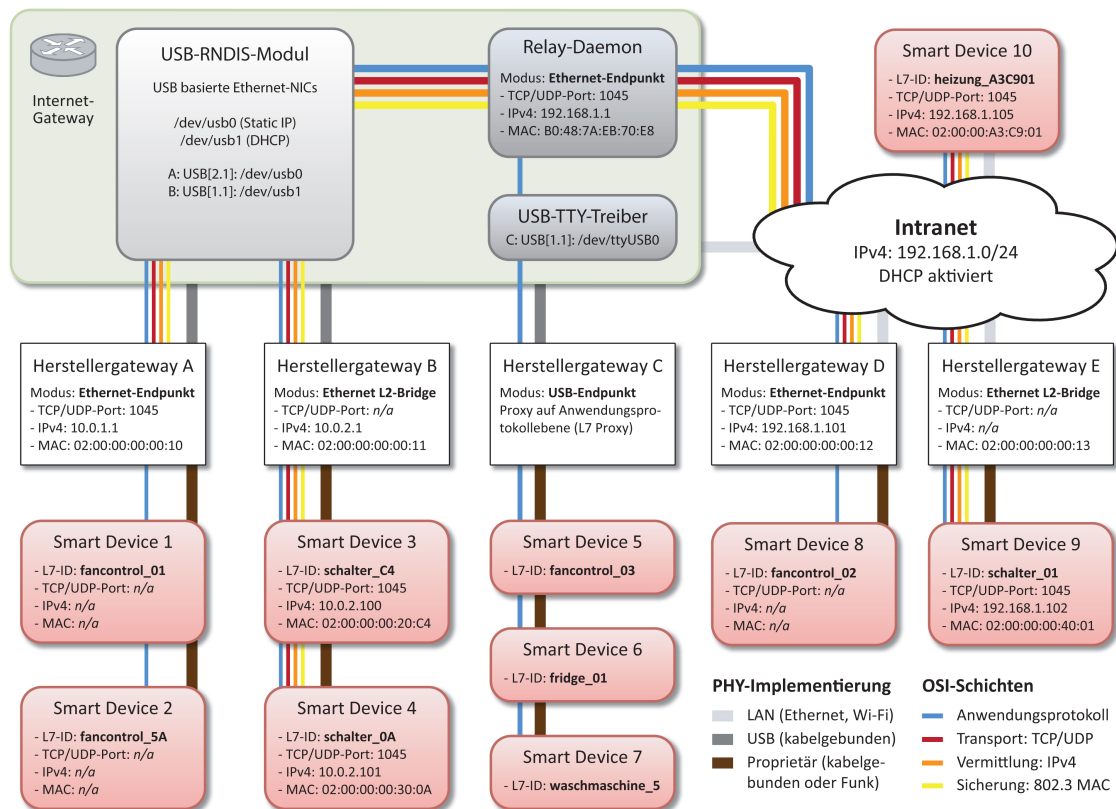 Internet-
Gateway
USB-RNDIS-Modul
USB basierte Ethernet-NICs
/dev/usb0 (Static IP)
/dev/usb1 (DHCP)
A: USB[2.1]: /dev/usb0
B: USB[1.1]: /dev/usb1
Relay-Daemon
Modus: Ethernet-Endpunkt
- TCP/UDP-Port: 1045
- IPv4: 192.168.1.1
- MAC: B0:48:7A:EB:70:E8
USB-TTY-Treiber
C: USB[1.1]: /dev/ttyUSB0
Smart Device 10
- L7-ID: heizung_A3C901
- TCP/UDP-Port: 1045
- IPv4: 192.168.1.105
- MAC: 02:00:00:A3:C9:01
Intranet
IPv4: 192.168.1.0/24
DHCP aktiviert
Herstellergateway A
Modus: Ethernet-Endpunkt
- TCP/UDP-Port: 1045
- IPv4: 10.0.1.1
- MAC: 02:00:00:00:00:10
Herstellergateway B
Modus: Ethernet L2-Bridge
- TCP/UDP-Port: n/a
- IPv4: 10.0.2.1
- MAC: 02:00:00:00:00:11
Herstellergateway C
Modus: USB-Endpunkt
Proxy auf Anwendungspro-
tokollebene (L7 Proxy)
Herstellergateway D
Modus: Ethernet-Endpunkt
- TCP/UDP-Port: 1045
- IPv4: 192.168.1.101
- MAC: 02:00:00:00:00:12
Herstellergateway E
Modus: Ethernet L2-Bridge
- TCP/UDP-Port: n/a
- IPv4: n/a
- MAC: 02:00:00:00:00:13
Smart Device 1
- L7-ID: fancontrol_01
- TCP/UDP-Port: n/a
- IPv4: n/a
- MAC: n/a
Smart Device 3
- L7-ID: schalter_C4
- TCP/UDP-Port: 1045
- IPv4: 10.0.2.100
- MAC: 02:00:00:00:20:C4
Smart Device 5
- L7-ID: fancontrol_03
Smart Device 8
- L7-ID: fancontrol_02
- TCP/UDP-Port: n/a
- IPv4: n/a
- MAC: n/a
Smart Device 9
- L7-ID: schalter_01
- TCP/UDP-Port: 1045
- IPv4: 192.168.1.102
- MAC: 02:00:00:00:40:01
Smart Device 6
- L7-ID: fridge_01
Smart Device 2
- L7-ID: fancontrol_5A
- TCP/UDP-Port: n/a
- IPv4: n/a
- MAC: n/a
Smart Device 4
- L7-ID: schalter_0A
- TCP/UDP-Port: 1045
- IPv4: 10.0.2.101
- MAC: 02:00:00:00:30:0A
Smart Device 7
- L7-ID: waschmaschine_5
PHY-Implementierung
LAN (Ethernet, Wi-Fi)
USB (kabelgebunden)
Proprietär (kabelge-
bunden oder Funk)
OSI-Schichten
Anwendungsprotokoll
Transport: TCP/UDP
Vermittlung: IPv4
Sicherung: 802.3 MAC